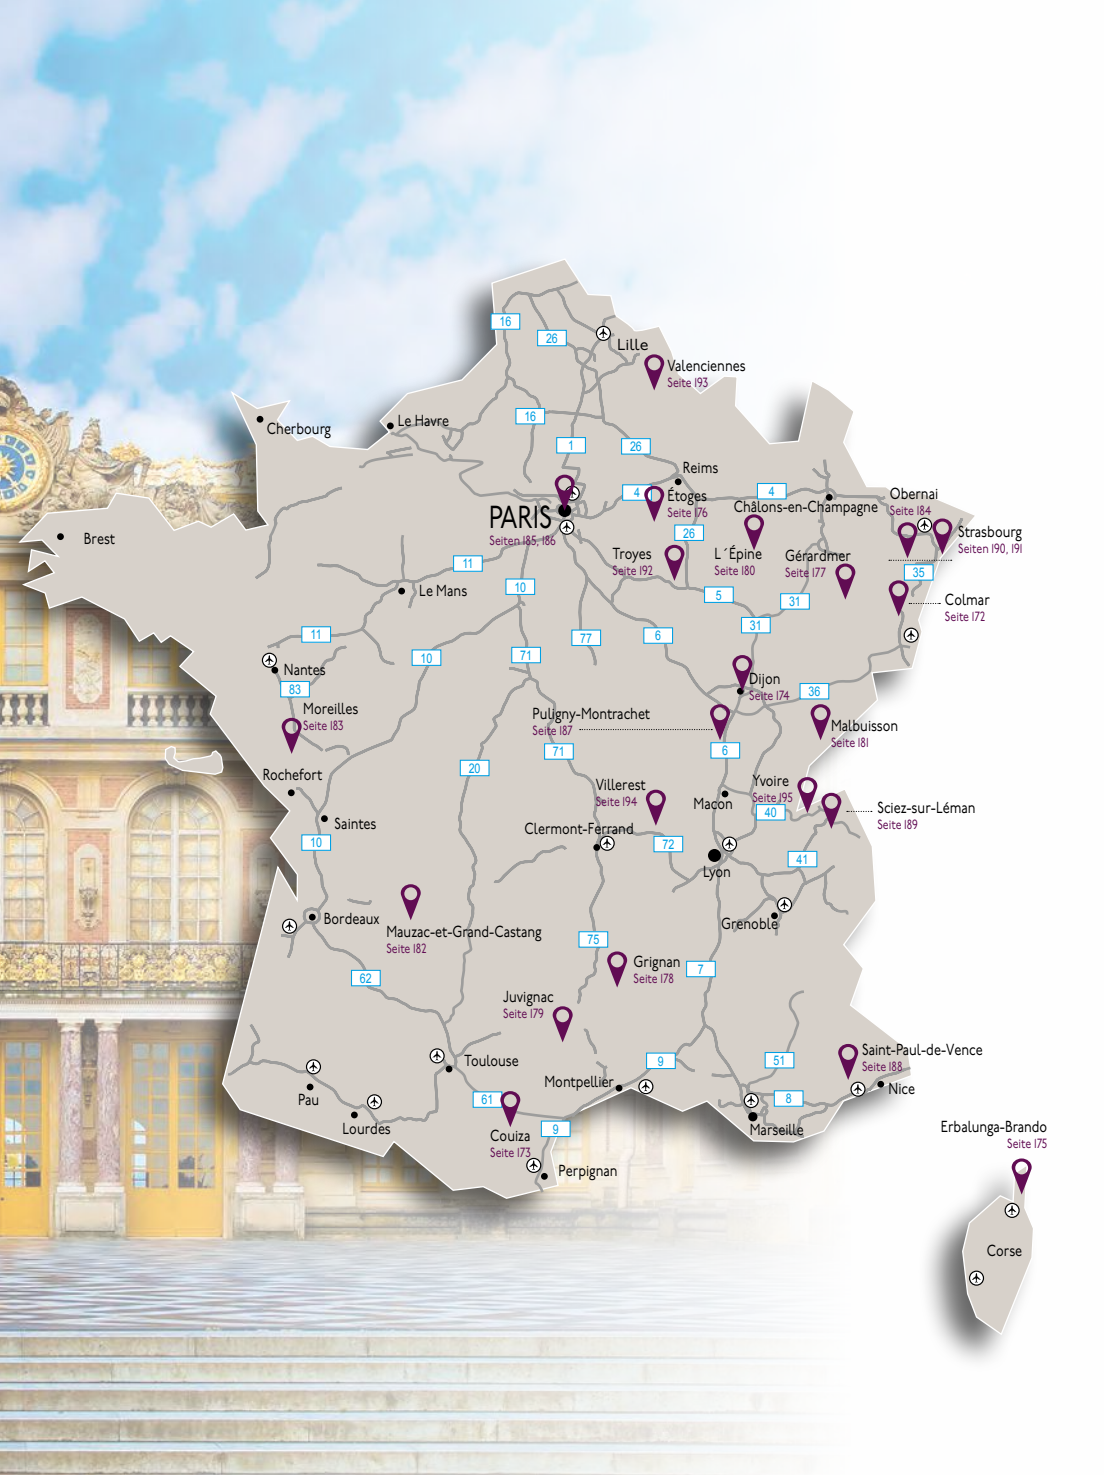 16
26
Lille
Valenciennes
Seite 193
Cherbourg
Le Havre
16
1
26
Reims
4
Étoges
Seite 176
4
Châlons-en-Champagne
Obernai
Seite 184
PARIS
Seiten 185, 186
26
Strasbourg
Seiten 190, 191
Brest
Troyes
Seite 192
L´Épine
Seite 180
Gérardmer
Seite 177
11
35
Le Mans
10
5
31
Colmar
Seite 172
11
77
6
31
10
71
Nantes
83
Dijon
Seite 174
36
Moreilles
Seite 183
Puligny-Montrachet
Seite 187
Malbuisson
Seite 181
71
6
20
Rochefort
Villerest
Seite 194
Macon
Yvoire
Seite 195
40
Sciez-sur-Léman
Seite 189
Saintes
Clermont-Ferrand
10
72
41
Lyon
Bordeaux
Grenoble
Mauzac-et-Grand-Castang
Seite 182
75
62
Grignan
Seite 178
7
Juvignac
Seite 179
Toulouse
9
51
Saint-Paul-de-Vence
Seite 188
Montpellier
Nice
Pau
61
8
Lourdes
Couiza
Seite 173
9
Marseille
Erbalunga-Brando
Seite 175
Perpignan
Corse